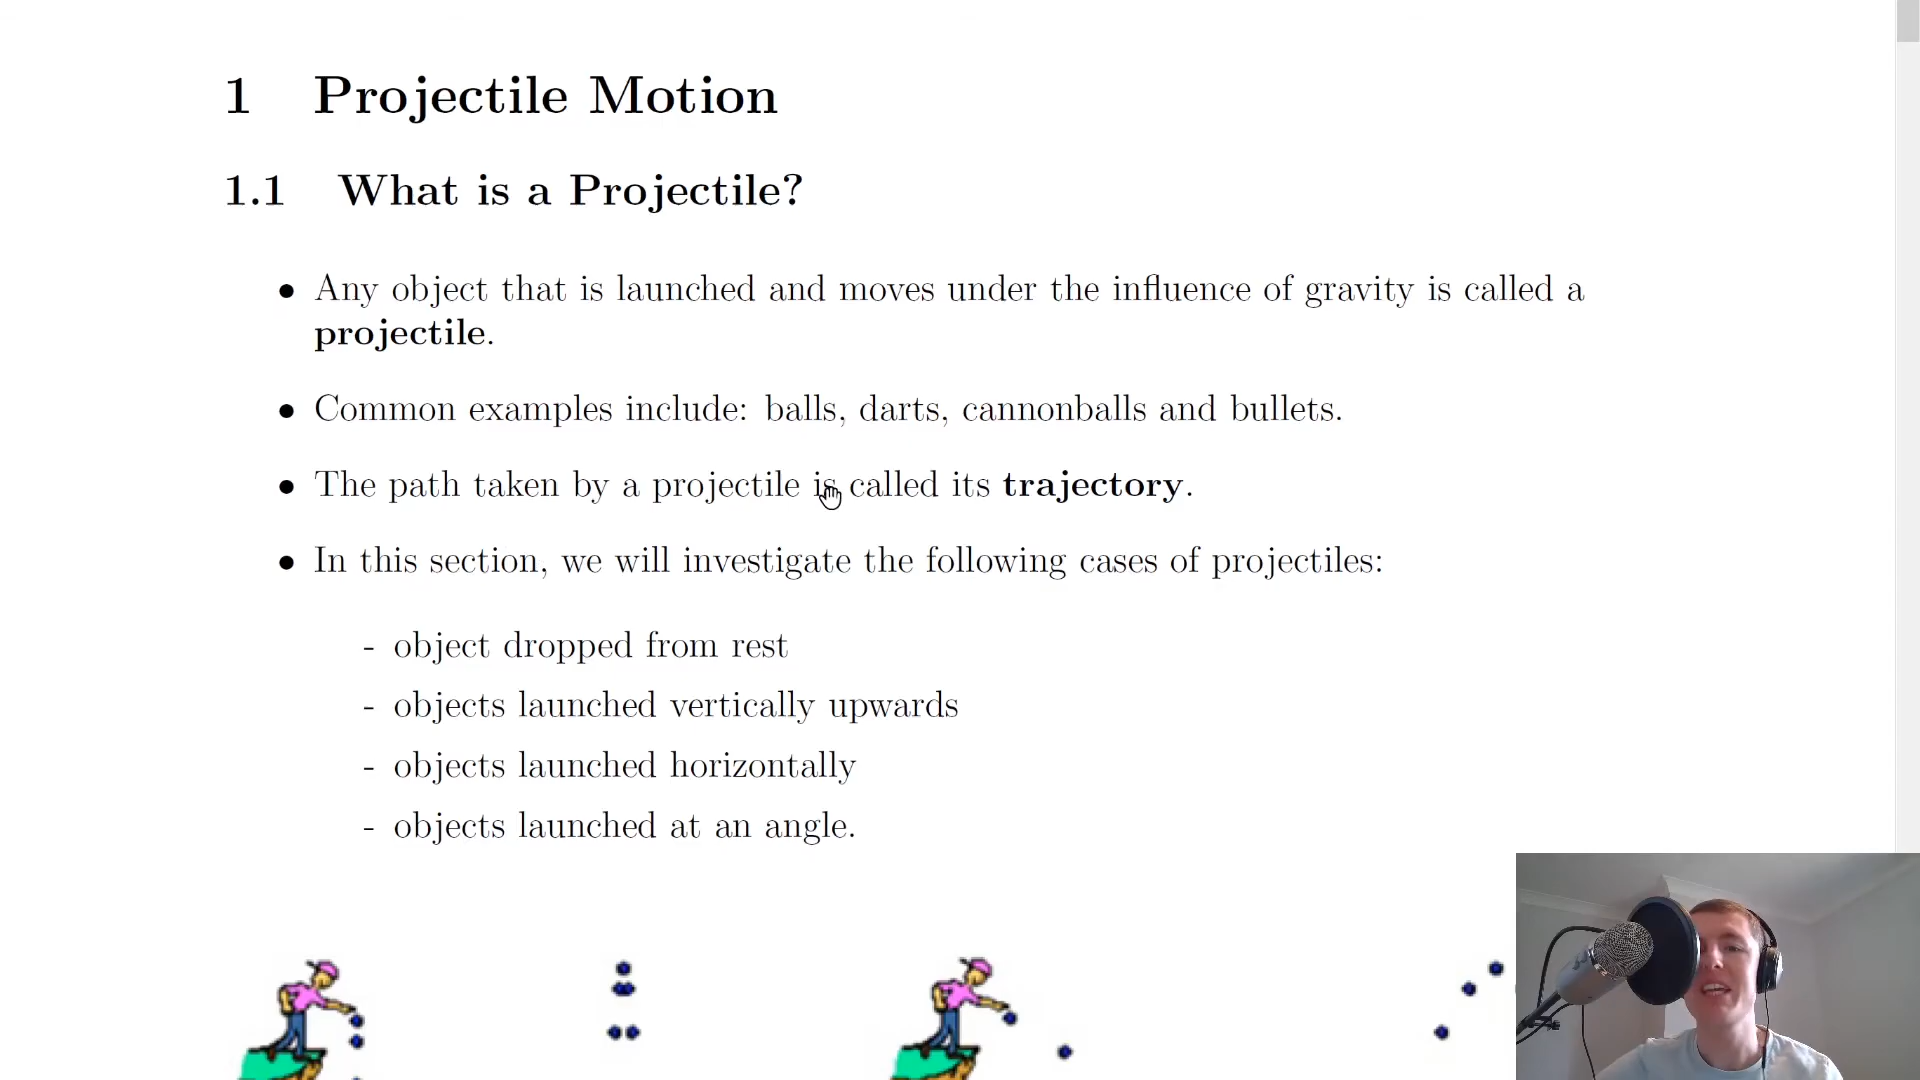 1 Projectile Motion
1.1 What is a Projectile?
• Any object that is launched and moves under the influence of gravity is called a
projectile.
• Common examples include: balls, darts, cannonballs and bullets.
• The path taken by a projectile is called its trajectory.
• In this section, we will investigate the following cases of projectiles:
- object dropped from rest
- objects launched vertically upwards
- objects launched horizontally
- objects launched at an angle.